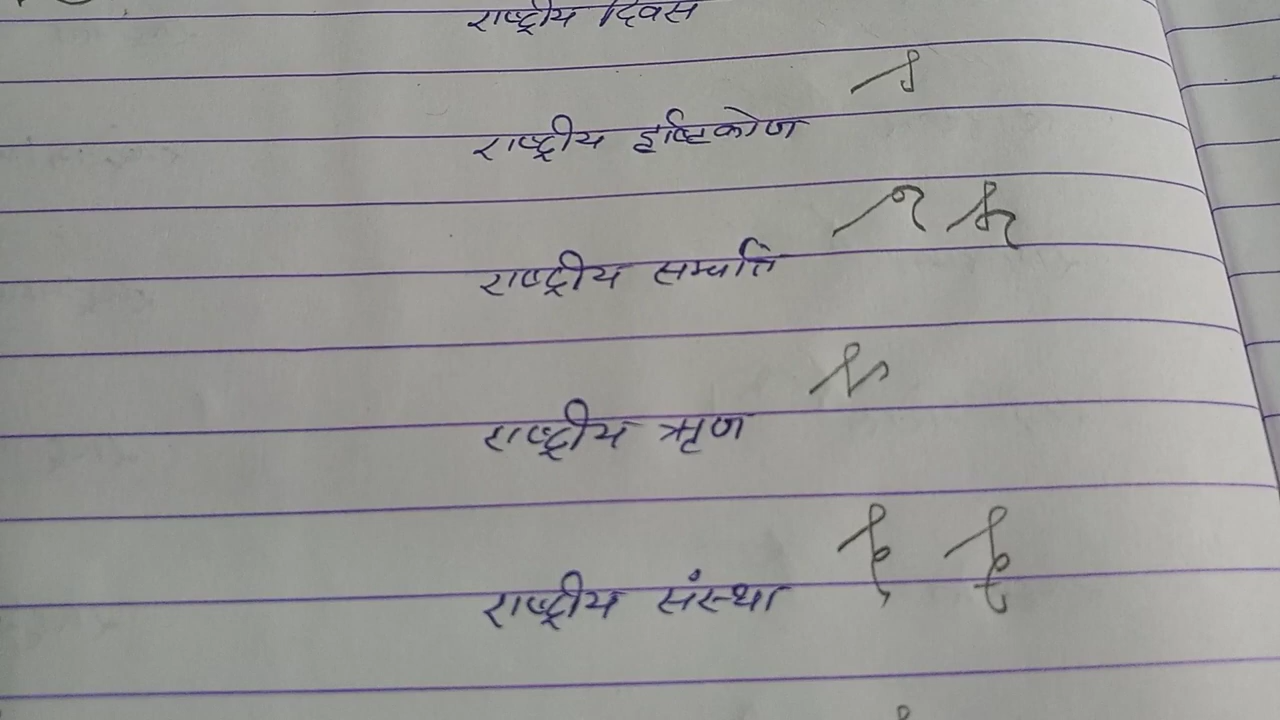 राष्ट्रीय दिवस
राष्ट्रीय दृष्टिकोण
राष्ट्रीय सम्पत्ति
राष्ट्रीय ऋण
राष्ट्रीय संस्था